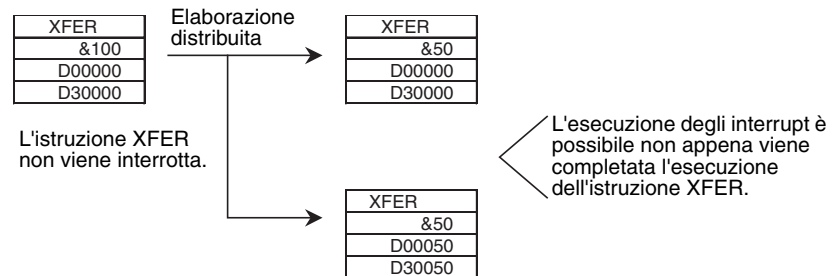 XFER
&100
D00000
D30000
Elaborazione
distribuita
XFER
&50
D00000
D30000
L'istruzione XFER
non viene interrotta.
L'esecuzione degli interrupt è
possibile non appena viene
completata l'esecuzione
dell'istruzione XFER.
XFER
&50
D00050
D30050